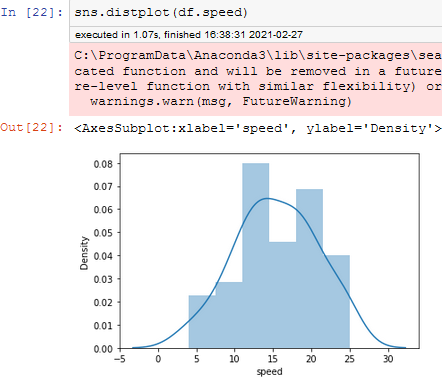 In [22]: sns.distplot(df.speed)
executed in 1.07s, finished 16:38:31 2021-02-27
C:\ProgramData\Anaconda3\lib\site-packages\sea
cated function and will be removed in a future
re-level function with similar flexibility) or
warnings.warn(msg, FutureWarning)
Out[22]: <AxesSubplot:xlabel='speed', ylabel='Density'>
0.08
0.07
0.06
0.05
0.04
0.03
0.02
0.01
0.00
Density
−5 0 5 10 15 20 25 30
speed